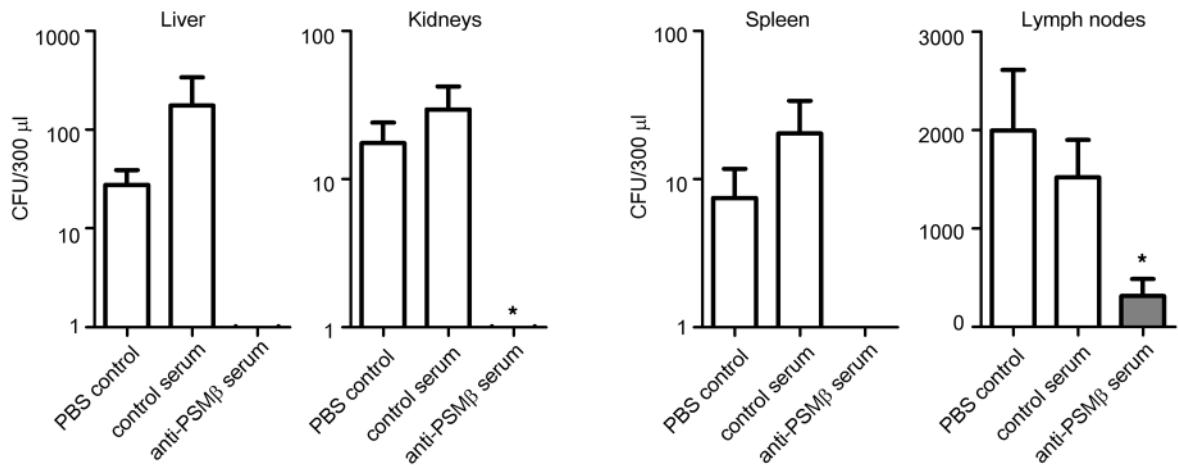 Liver
CFU/300 µl
1000
100
10
1
PBS control
control serum
anti-PSMβ serum
Kidneys
100
10
1
*
PBS control
control serum
anti-PSMβ serum
Spleen
CFU/300 µl
100
10
1
PBS control
control serum
anti-PSMβ serum
Lymph nodes
3000
2000
1000
0
*
PBS control
control serum
anti-PSMβ serum